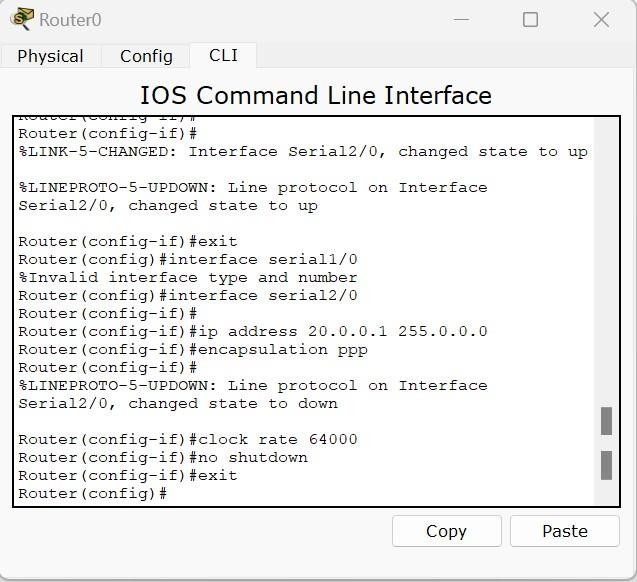 Router0
Physical Config CLI
IOS Command Line Interface
Router(config-if)#
Router(config-if)#
%LINK-5-CHANGED: Interface Serial2/0, changed state to up
%LINEPROTO-5-UPDOWN: Line protocol on Interface
Serial2/0, changed state to up
Router(config-if)#exit
Router(config)#interface serial1/0
%Invalid interface type and number
Router(config)#interface serial2/0
Router(config-if)#
Router(config-if)#ip address 20.0.0.1 255.0.0.0
Router(config-if)#encapsulation ppp
Router(config-if)#
%LINEPROTO-5-UPDOWN: Line protocol on Interface
Serial2/0, changed state to down
Router(config-if)#clock rate 64000
Router(config-if)#no shutdown
Router(config-if)#exit
Router(config)#
Copy Paste